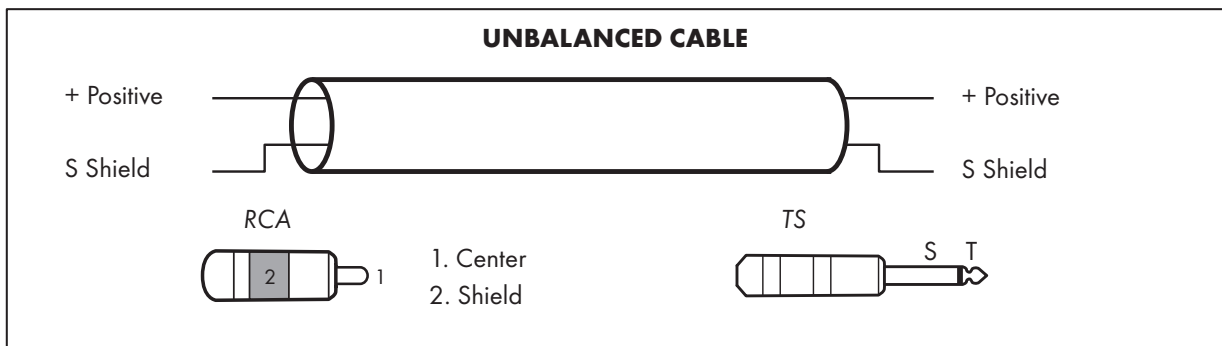 UNBALANCED CABLE
+ Positive
+ Positive
S Shield
S Shield
RCA
TS
2
1
1. Center
2. Shield
S T